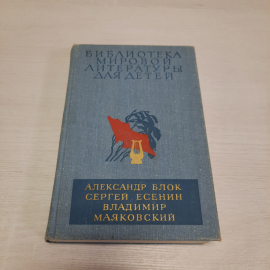 БИБЛИОТЕКА
МИРОВОЙ
ЛИТЕРАТУРЫ
ДЛЯ ДЕТЕЙ
АЛЕКСАНДР БЛОК
СЕРГЕЙ ЕСЕНИН
ВЛАДИМИР
МАЯКОВСКИЙ